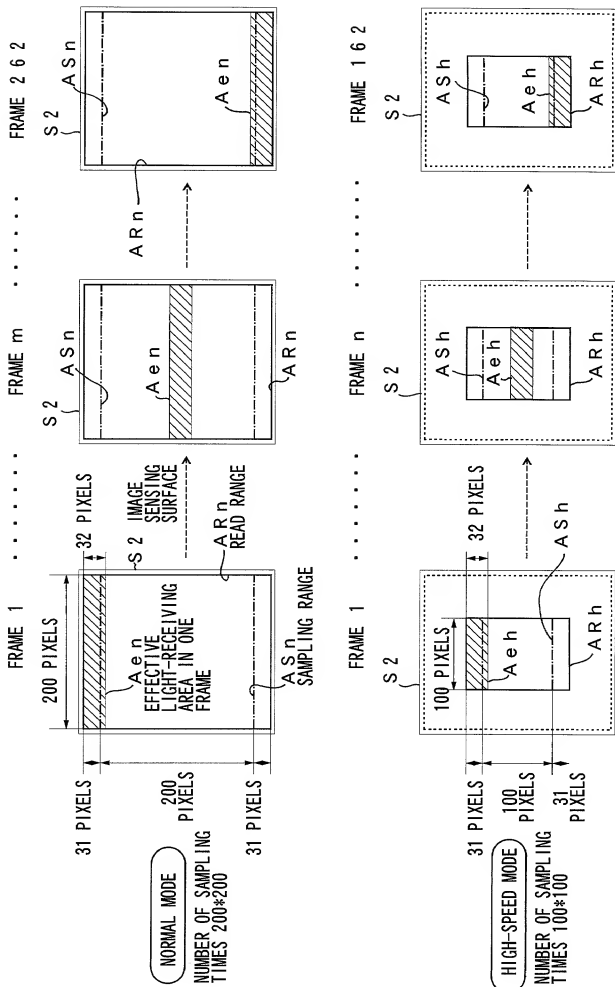 FRAME 1
FRAME m
FRAME 262
200 PIXELS
32 PIXELS
S2
IMAGE
SENSING
SURFACE
ARn
READ RANGE
Aen
EFFECTIVE
LIGHT-RECEIVING
AREA IN ONE
FRAME
ASn
SAMPLING RANGE
31 PIXELS
200
PIXELS
31 PIXELS
NORMAL MODE
NUMBER OF SAMPLING
TIMES 200*200
S2
ASn
Aen
ARn
S2
ASn
Aen
ARn
FRAME 1
FRAME n
FRAME 162
S2
32 PIXELS
100 PIXELS
Aeh
ASh
ARh
31 PIXELS
100
PIXELS
31
PIXELS
HIGH-SPEED MODE
NUMBER OF SAMPLING
TIMES 100*100
S2
ASh
Aeh
ARh
S2
ASh
Aeh
ARh